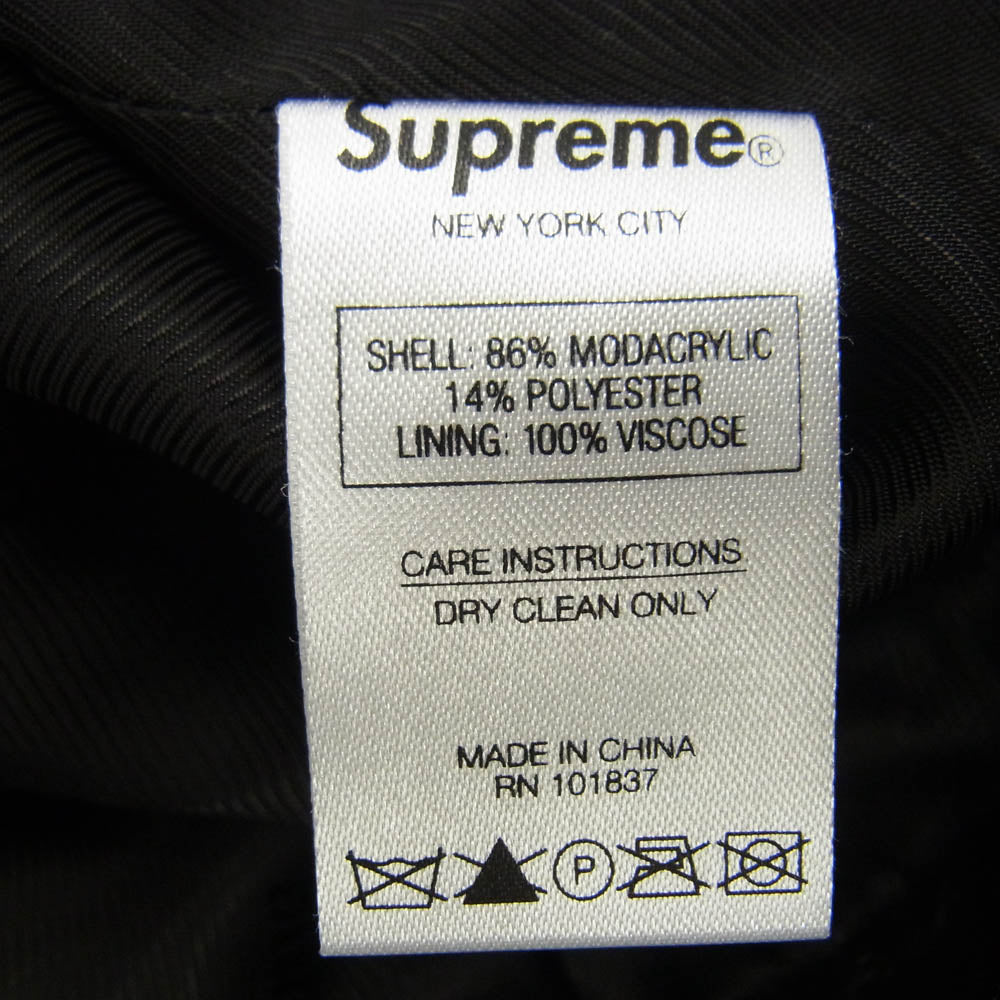 Supreme®
NEW YORK CITY
SHELL: 86% MODACRYLIC
14% POLYESTER
LINING: 100% VISCOSE
CARE INSTRUCTIONS
DRY CLEAN ONLY
MADE IN CHINA
RN 101837
P